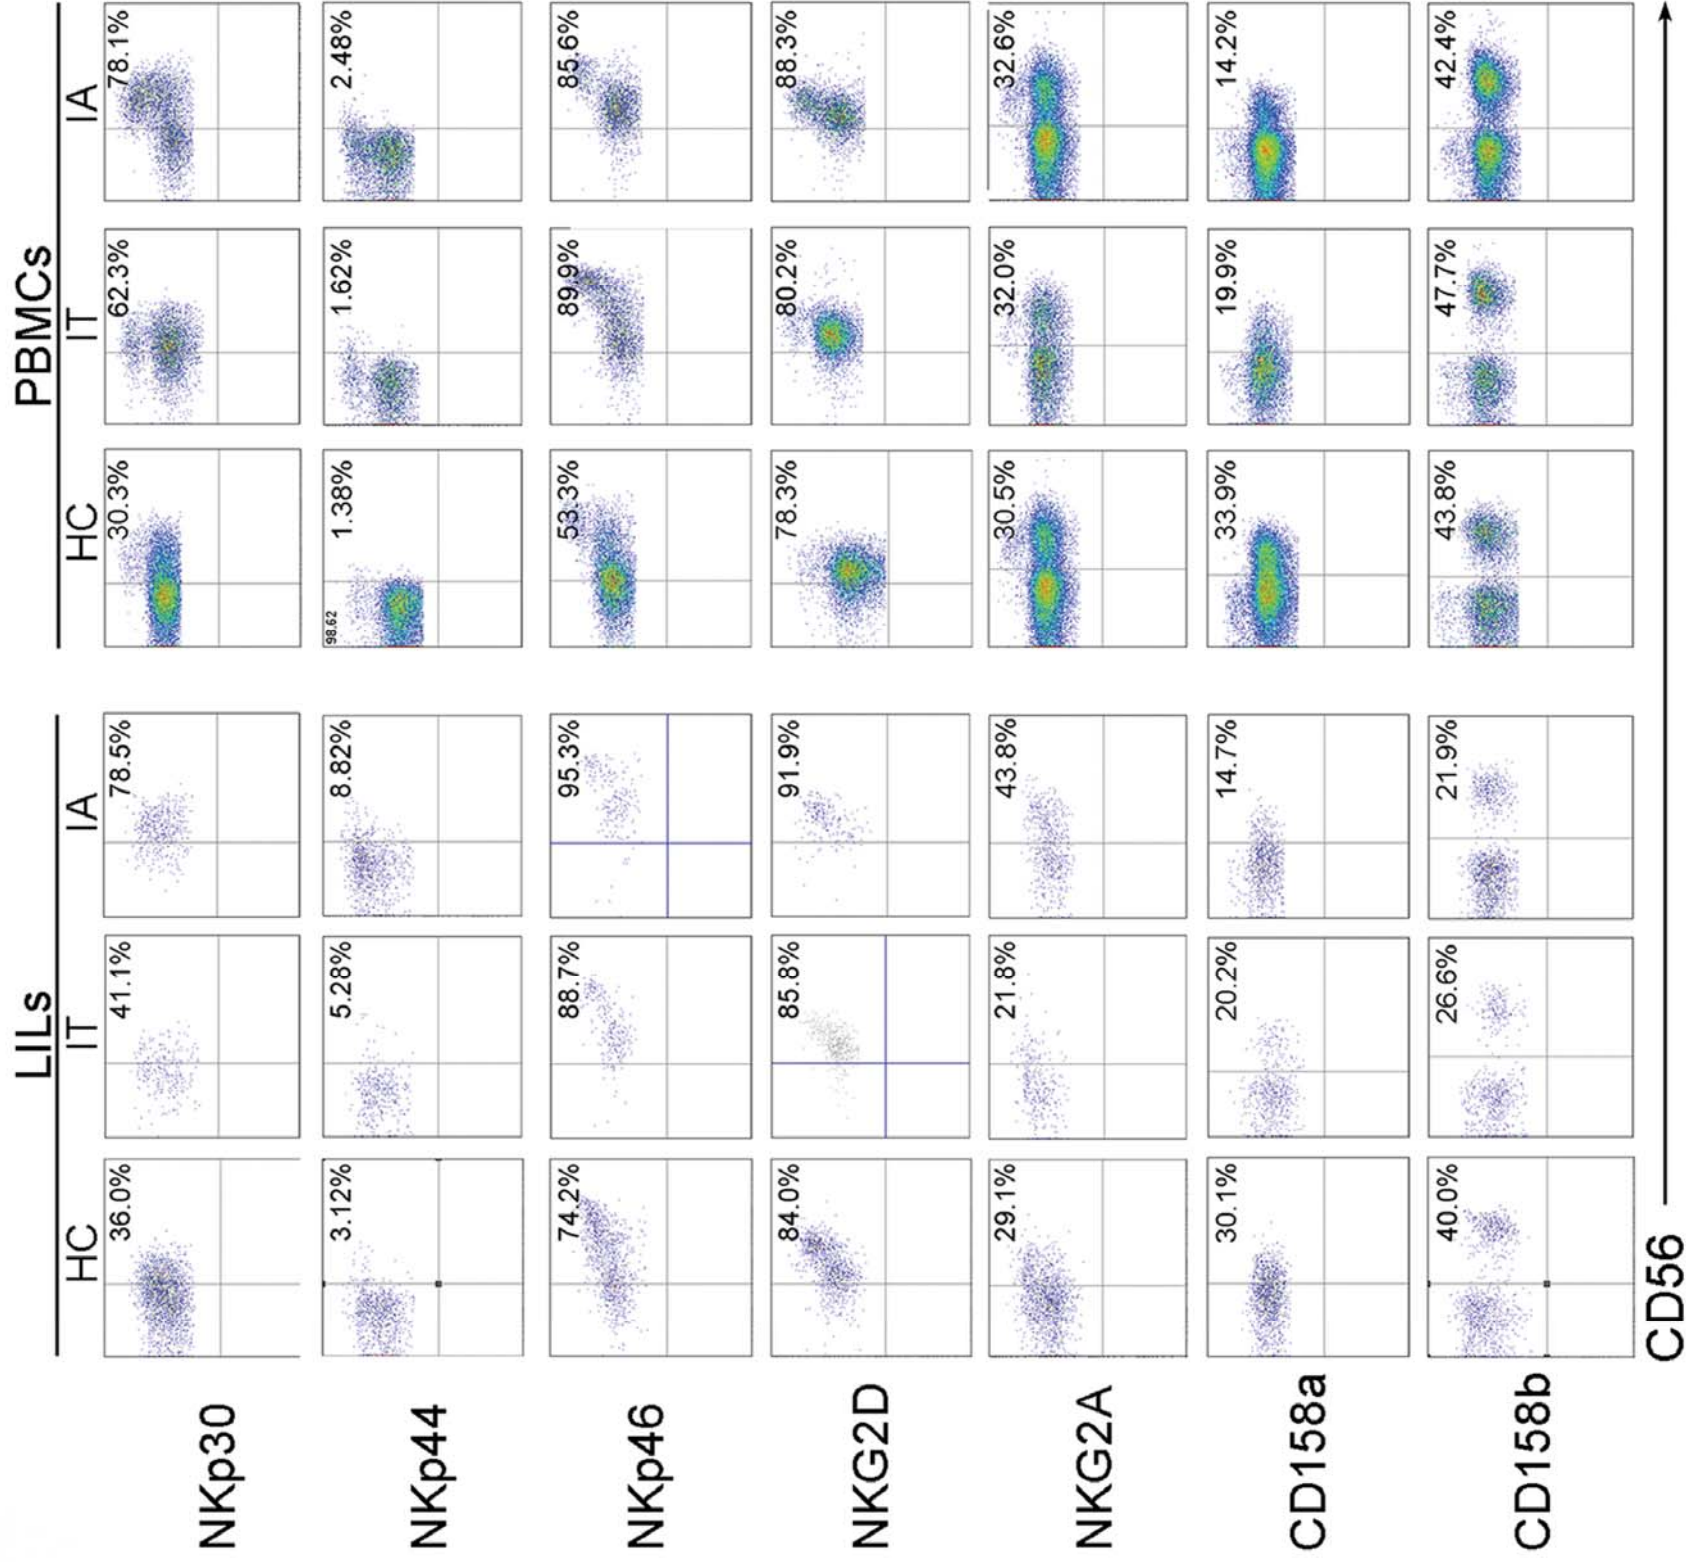 LILs PBMCs
HC IT IA HC IT IA
NKp30 36.0% 41.1% 78.5% 30.3% 62.3% 78.1%
NKp44 3.12% 5.28% 8.82% 98.62 1.38% 1.62% 2.48%
NKp46 74.2% 88.7% 95.3% 53.3% 89.9% 85.6%
NKG2D 84.0% 85.8% 91.9% 78.3% 80.2% 88.3%
NKG2A 29.1% 21.8% 43.8% 30.5% 32.0% 32.6%
CD158a 30.1% 20.2% 14.7% 33.9% 19.9% 14.2%
CD158b 40.0% 26.6% 21.9% 43.8% 47.7% 42.4%
CD56